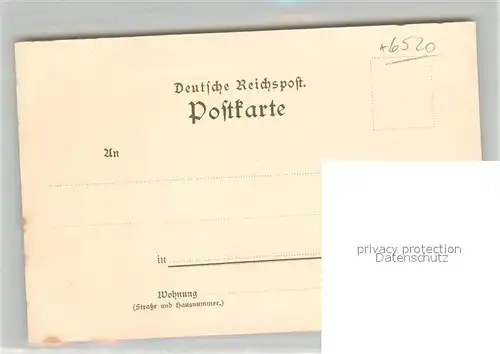 *6520
Deutsche Reichspost.
Postkarte
An
in
Wohnung
(Straße und Hausnummer.)
privacy protection
Datenschutz